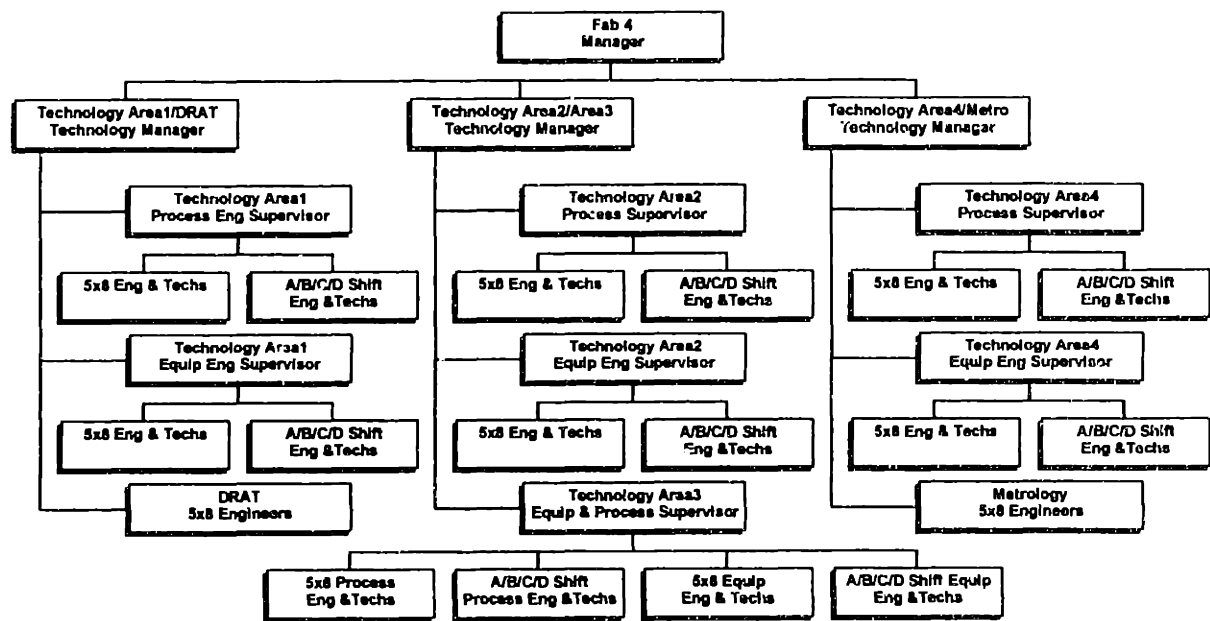 Fab 4
Manager
Technology Area1/DRAT
Technology Manager
Technology Area2/Area3
Technology Manager
Technology Area4/Metro
Technology Manager
Technology Area1
Process Eng Supervisor
Technology Area2
Process Supervisor
Technology Area4
Process Supervisor
5x8 Eng & Techs
A/B/C/D Shift
Eng &Techs
5x8 Eng & Techs
A/B/C/D Shift
Eng &Techs
5x8 Eng & Techs
A/B/C/D Shift
Eng &Techs
Technology Area1
Equip Eng Supervisor
Technology Area2
Equip Eng Supervisor
Technology Area4
Equip Eng Supervisor
5x8 Eng & Techs
A/B/C/D Shift
Eng &Techs
5x8 Eng & Techs
A/B/C/D Shift
Eng &Techs
5x8 Eng & Techs
A/B/C/D Shift
Eng &Techs
DRAT
5x8 Engineers
Technology Area3
Equip & Process Supervisor
Metrology
5x8 Engineers
5x8 Process
Eng &Techs
A/B/C/D Shift
Process Eng &Techs
5x8 Equip
Eng & Techs
A/B/C/D Shift Equip
Eng &Techs